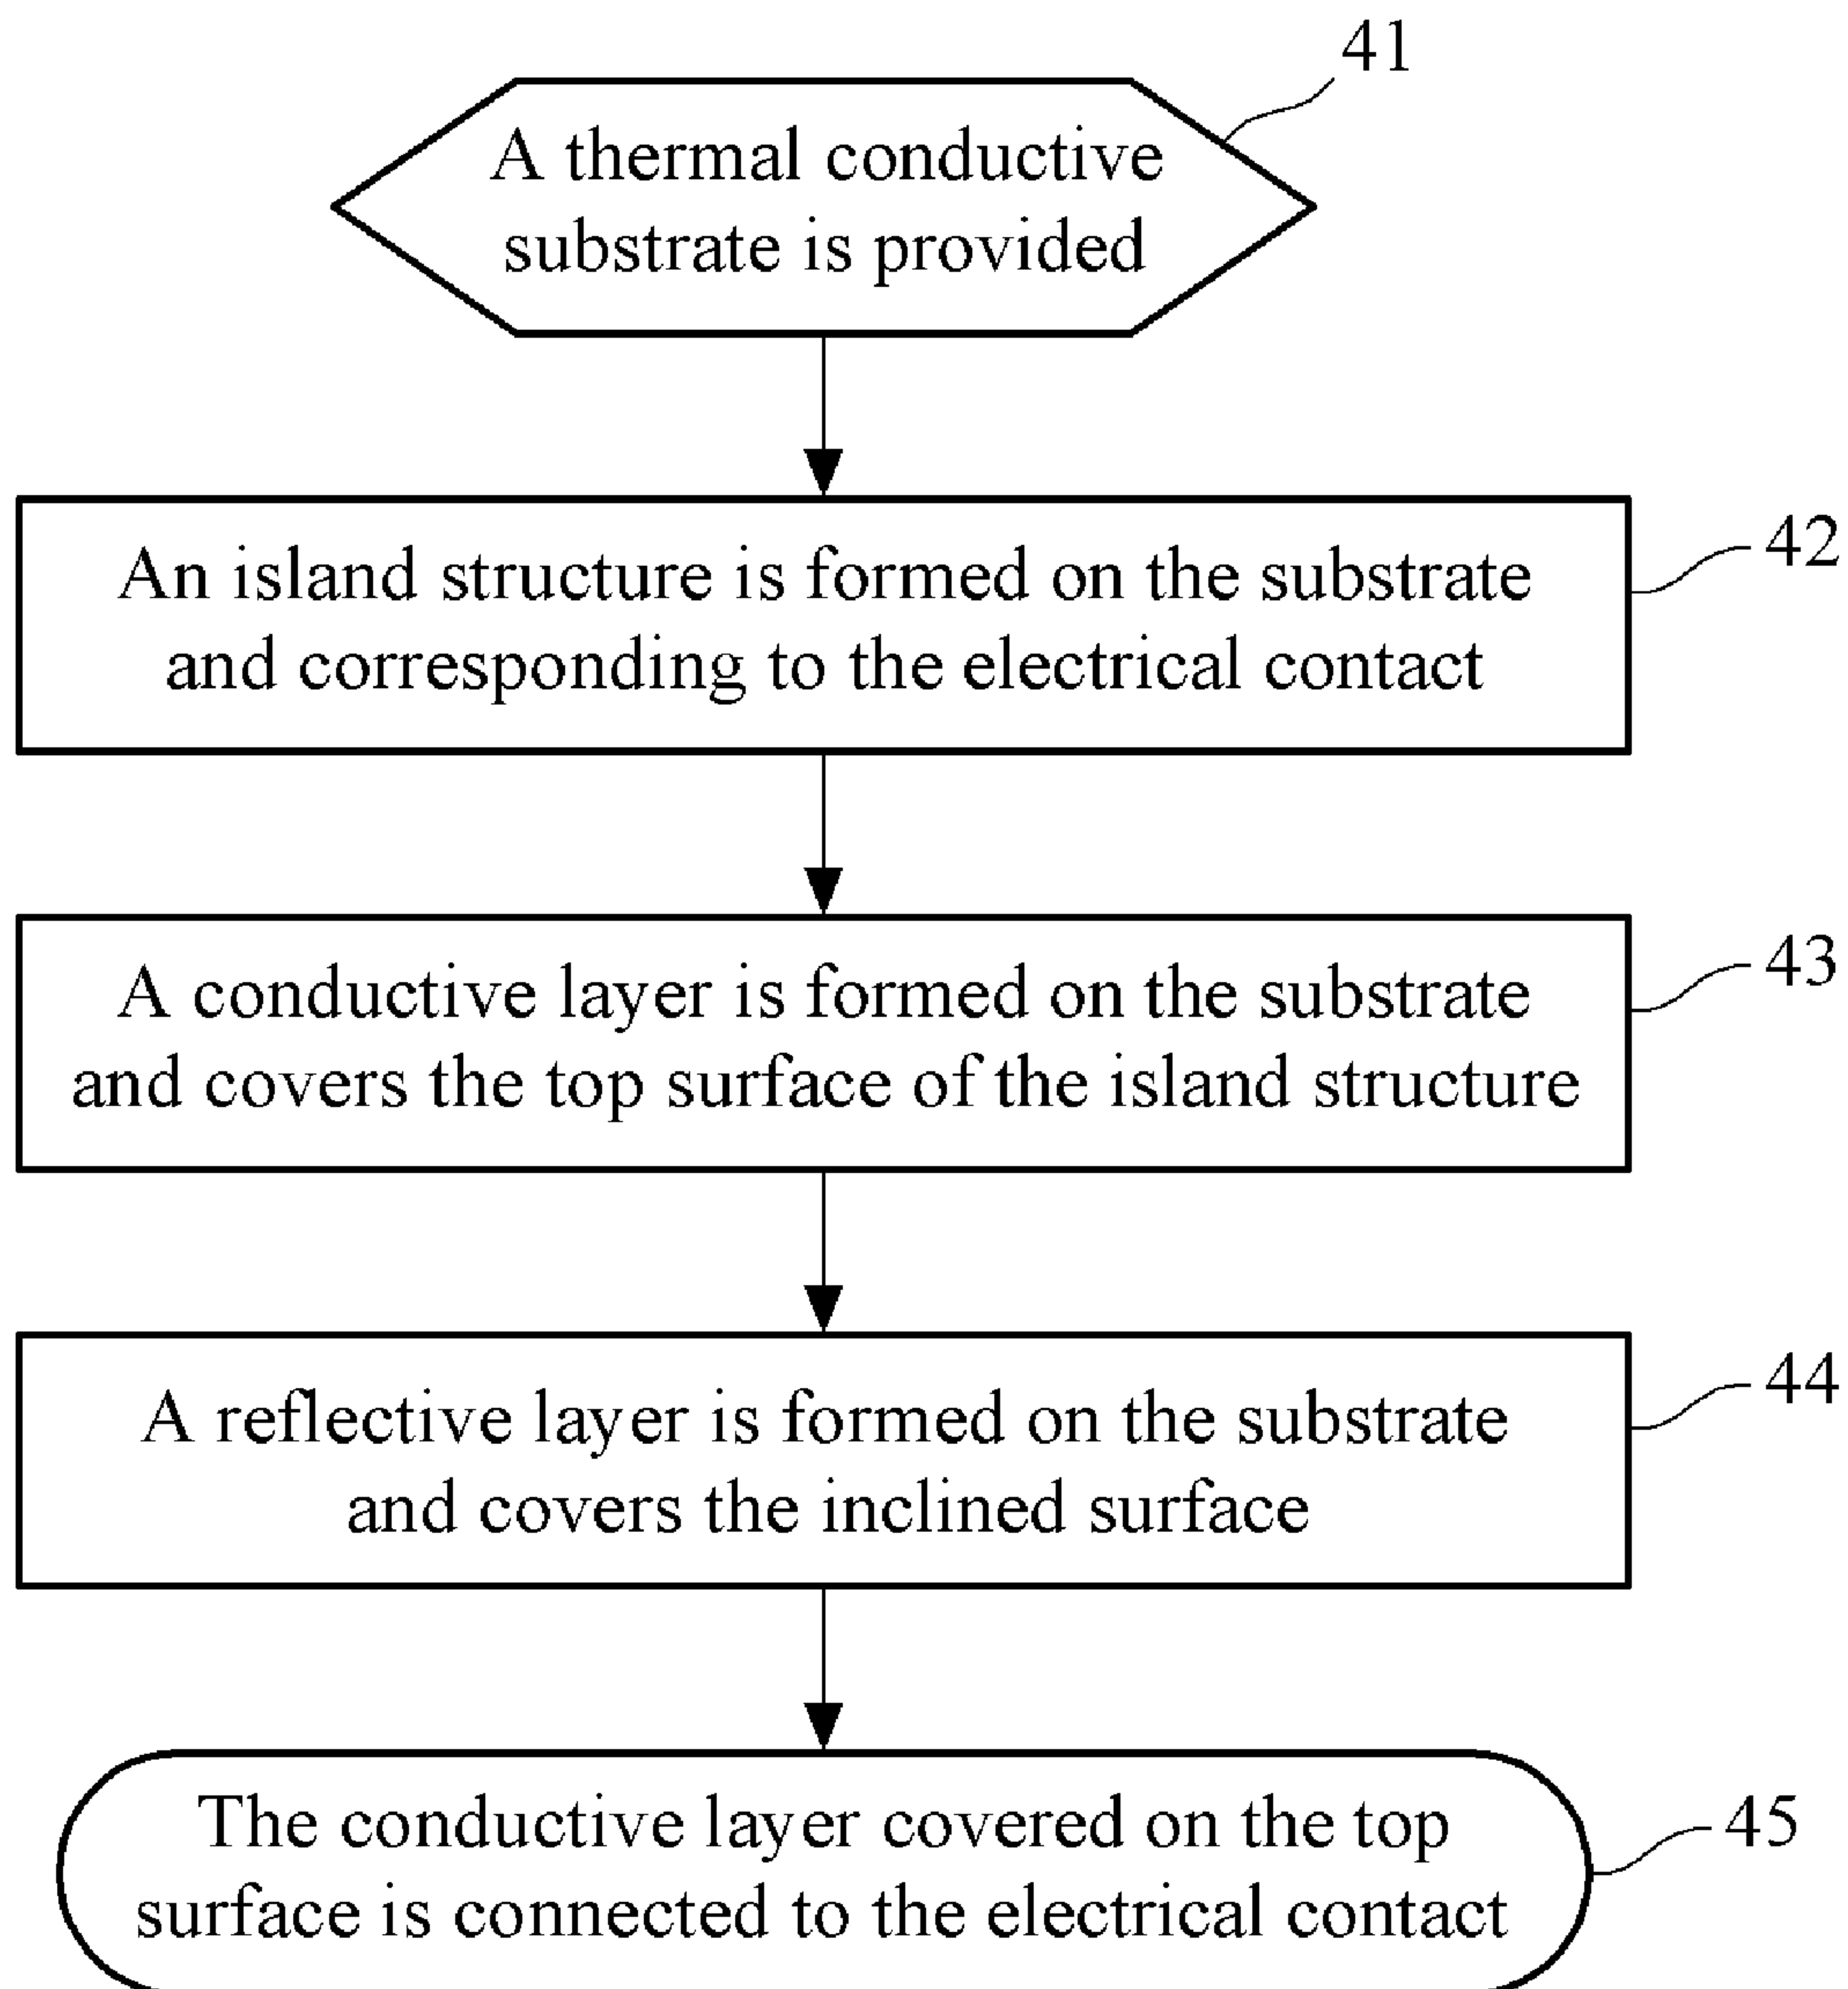 41
A thermal conductive
substrate is provided
42
An island structure is formed on the substrate
and corresponding to the electrical contact
43
A conductive layer is formed on the substrate
and covers the top surface of the island structure
44
A reflective layer is formed on the substrate
and covers the inclined surface
45
The conductive layer covered on the top
surface is connected to the electrical contact